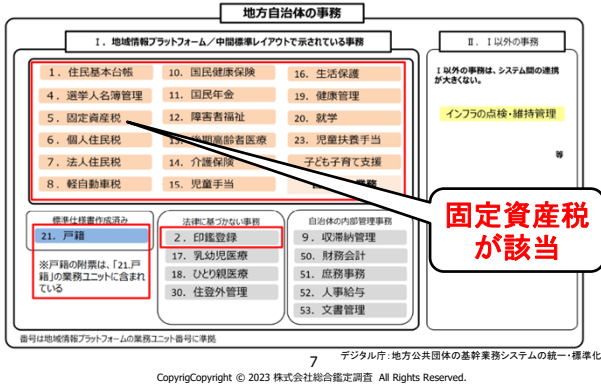 地方自治体の事務
Ⅰ．地域情報プラットフォーム／中間標準レイアウトで示されている事務
1．住民基本台帳
4．選挙人名簿管理
5．固定資産税
6．個人住民税
7．法人住民税
8．軽自動車税
10．国民健康保険
11．国民年金
12．障害者福祉
13．後期高齢者医療
14．介護保険
15．児童手当
16．生活保護
19．健康管理
20．就学
23．児童扶養手当
子ども子育て支援
Ⅱ．Ⅰ以外の事務
Ⅰ以外の事務は、システム間の連携
が大きくない。
インフラの点検・維持管理
等
固定資産税
が該当
標準仕様書作成済み
21．戸籍
※戸籍の附票は、「21.戸
籍」の業務ユニットに含まれ
ている
法律に基づかない事務
2．印鑑登録
17．乳幼児医療
18．ひとり親医療
30．住登外管理
自治体の内部管理事務
9．収滞納管理
50．財務会計
51．庶務事務
52．人事給与
53．文書管理
番号は地域情報プラットフォームの業務ユニット番号に準拠
7
デジタル庁：地方公共団体の基幹業務システムの統一・標準化
CopyrigCopyright © 2023 株式会社総合鑑定調査 All Rights Reserved.